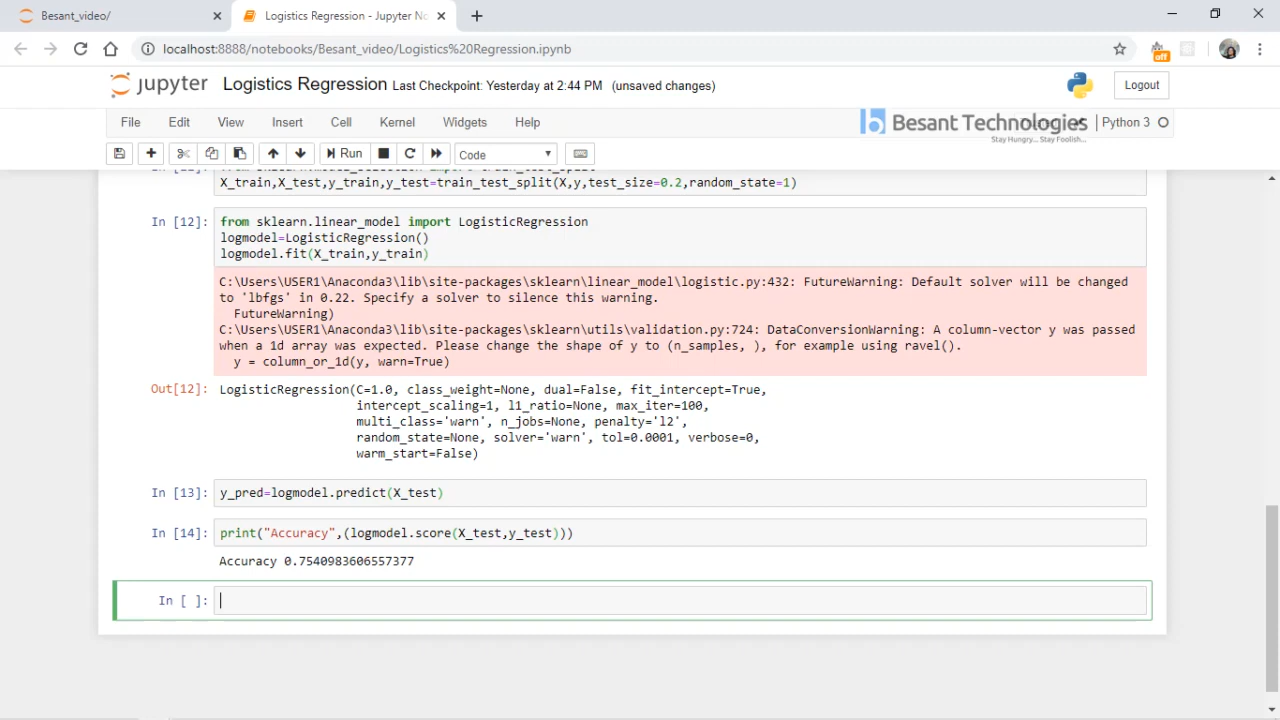 Besant_video/
Logistics Regression - Jupyter No
localhost:8888/notebooks/Besant_video/Logistics%20Regression.ipynb
off
jupyter Logistics Regression Last Checkpoint: Yesterday at 2:44 PM (unsaved changes)
Logout
File Edit View Insert Cell Kernel Widgets Help
Besant Technologies
Python 3
Stay Hungry... Stay Foolish...
Run
Code
X_train,X_test,y_train,y_test=train_test_split(X,y,test_size=0.2,random_state=1)
In [12]: from sklearn.linear_model import LogisticRegression
logmodel=LogisticRegression()
logmodel.fit(X_train,y_train)
C:\Users\USER1\Anaconda3\lib\site-packages\sklearn\linear_model\logistic.py:432: FutureWarning: Default solver will be changed
to 'lbfgs' in 0.22. Specify a solver to silence this warning.
FutureWarning)
C:\Users\USER1\Anaconda3\lib\site-packages\sklearn\utils\validation.py:724: DataConversionWarning: A column-vector y was passed
when a 1d array was expected. Please change the shape of y to (n_samples, ), for example using ravel().
y = column_or_1d(y, warn=True)
Out[12]: LogisticRegression(C=1.0, class_weight=None, dual=False, fit_intercept=True,
intercept_scaling=1, l1_ratio=None, max_iter=100,
multi_class='warn', n_jobs=None, penalty='l2',
random_state=None, solver='warn', tol=0.0001, verbose=0,
warm_start=False)
In [13]: y_pred=logmodel.predict(X_test)
In [14]: print("Accuracy",(logmodel.score(X_test,y_test)))
Accuracy 0.7540983606557377
In [ ]: